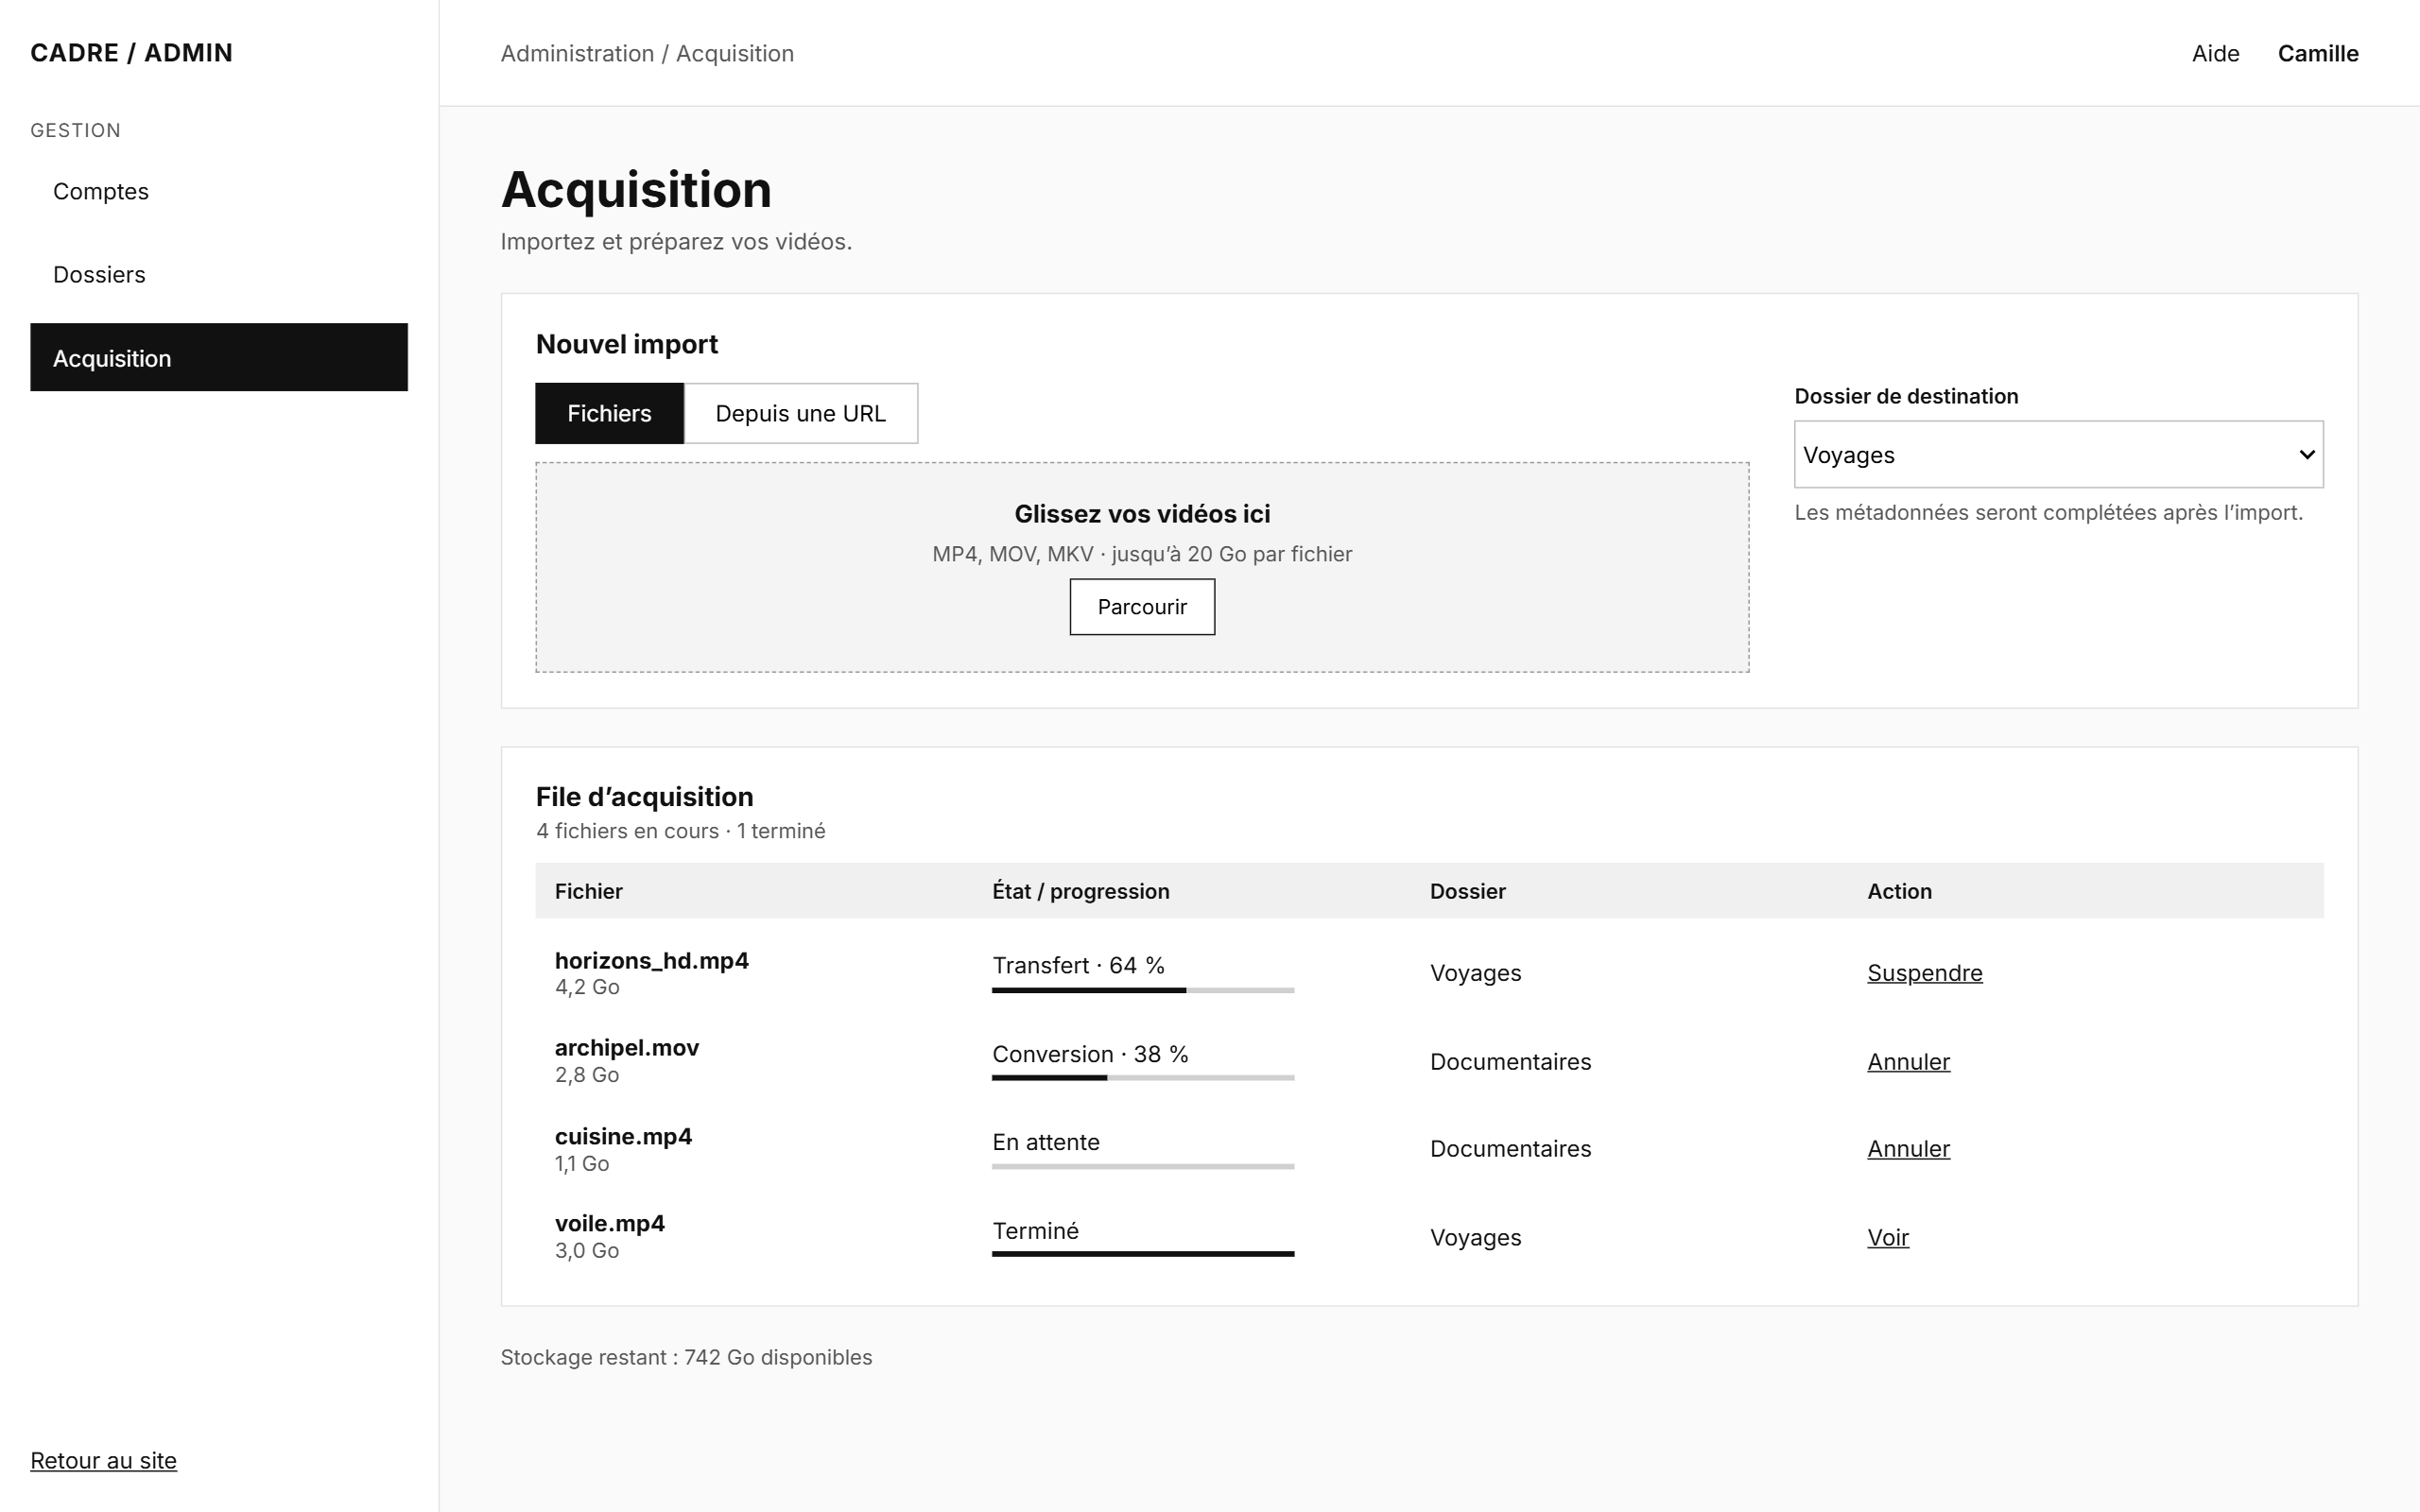 CADRE / ADMIN
GESTION
Comptes
Dossiers
Acquisition
Retour au site
Administration / Acquisition
Aide
Camille
Acquisition
Importez et préparez vos vidéos.
Nouvel import
Fichiers
Depuis une URL
Glissez vos vidéos ici
MP4, MOV, MKV · jusqu’à 20 Go par fichier
Parcourir
Dossier de destination
Voyages
Les métadonnées seront complétées après l’import.
File d’acquisition
4 fichiers en cours · 1 terminé
Fichier État / progression Dossier Action
horizons_hd.mp4
4,2 Go
Transfert · 64 %
Voyages
Suspendre
archipel.mov
2,8 Go
Conversion · 38 %
Documentaires
Annuler
cuisine.mp4
1,1 Go
En attente
Documentaires
Annuler
voile.mp4
3,0 Go
Terminé
Voyages
Voir
Stockage restant : 742 Go disponibles